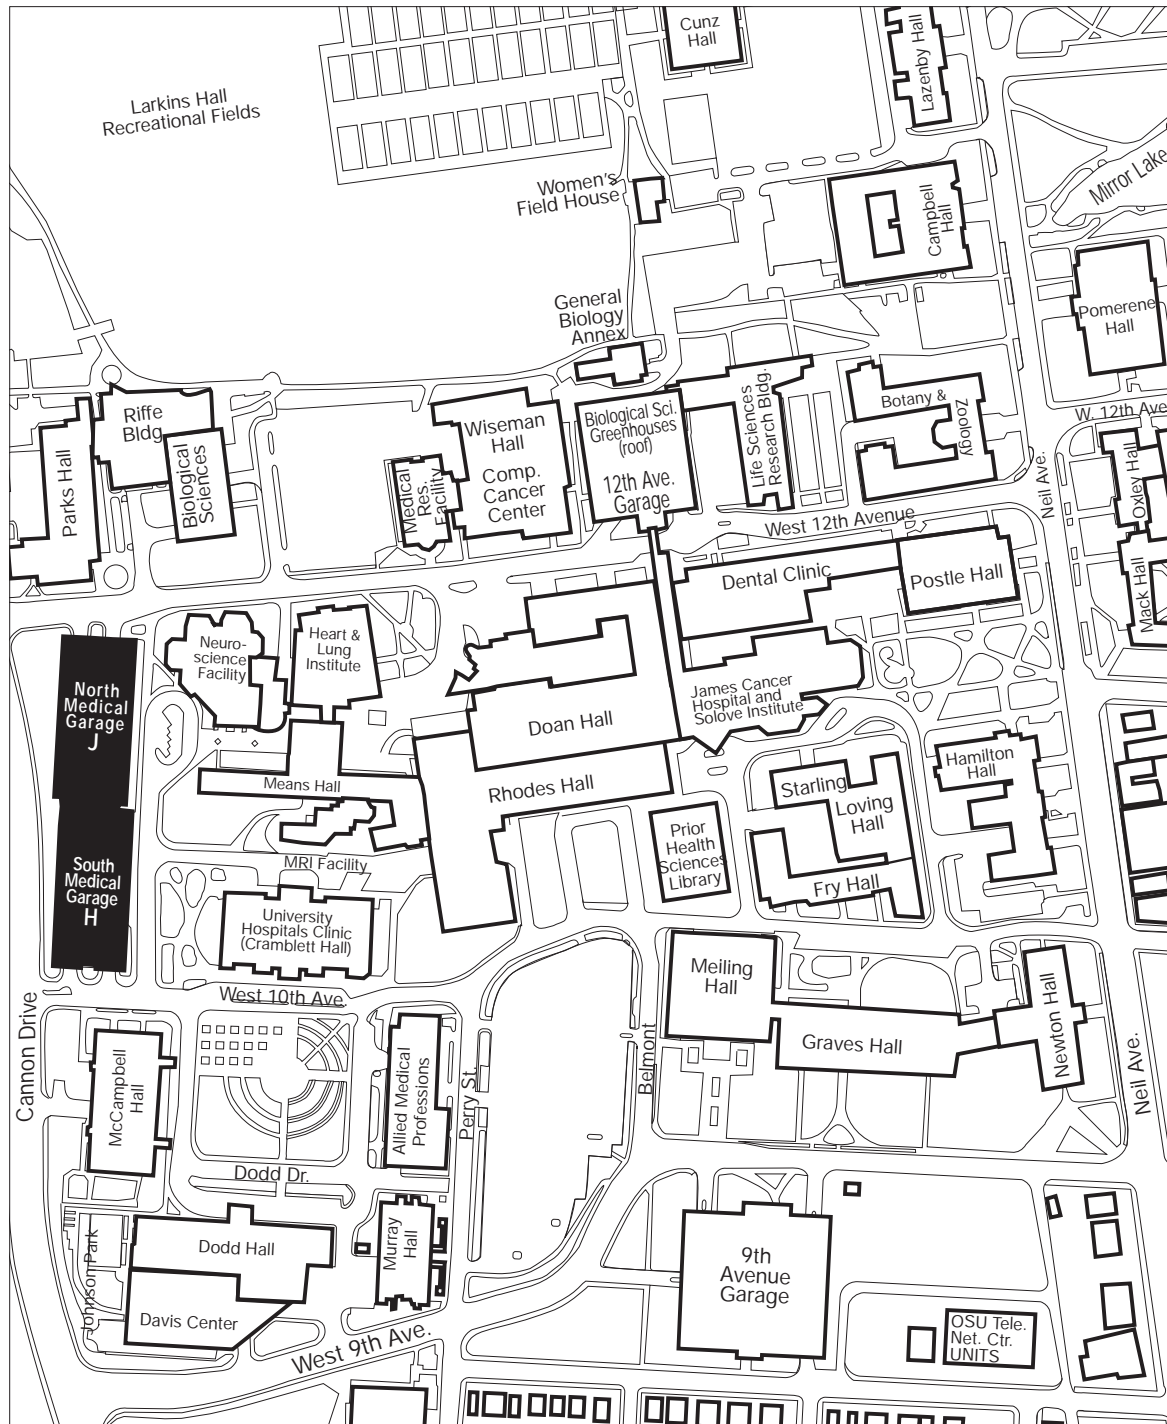 Cunz
Hall
Lazenby Hall
Larkins Hall
Recreational Fields
Mirror Lake
Women's
Field House
Campbell
Hall
General
Biology
Annex
Pomerene
Hall
Riffe
Bldg.
Parks Hall
Biological
Sciences
Wiseman
Hall
Comp.
Cancer
Center
Medical
Res.
Facility
Biological Sci.
Greenhouses
(roof)
12th Ave.
Garage
Life Sciences
Research Bldg.
Botany &
Zoology
W. 12th Ave
Oxley Hall
Neil Ave.
West 12th Avenue
Mack Hall
Dental Clinic
Postle Hall
Neuro-
science
Facility
Heart &
Lung
Institute
North
Medical
Garage
J
James Cancer
Hospital and
Solove Institute
Doan Hall
Hamilton
Hall
Means Hall
Rhodes Hall
Starling
Loving
Hall
Prior
Health
Sciences
Library
South
Medical
Garage
H
MRI Facility
Fry Hall
University
Hospitals Clinic
(Cramblett Hall)
Meiling
Hall
Newton Hall
West 10th Ave.
Cannon Drive
Belmont
Graves Hall
McCampbell
Hall
Allied Medical
Professions
Perry St.
Neil Ave.
Dodd Dr.
Johnson Park
Dodd Hall
Murray
Hall
9th
Avenue
Garage
Davis Center
West 9th Ave.
OSU Tele.
Net. Ctr.
UNITS